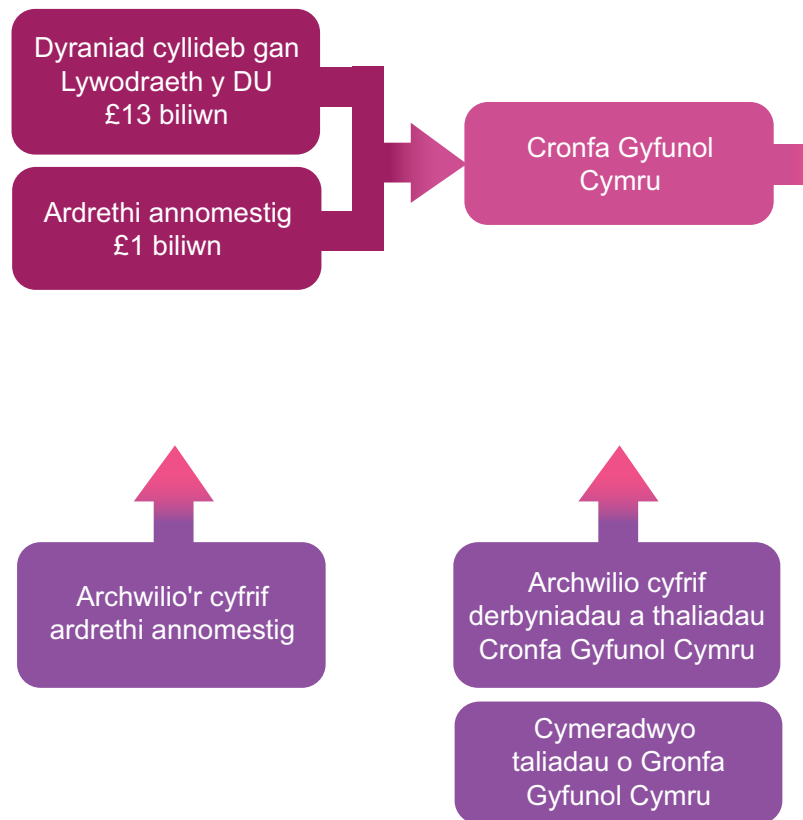 Dyraniad cyllideb gan
Lywodraeth y DU
£13 biliwn
Ardrethi annomestig
£1 biliwn
Cronfa Gyfunol
Cymru
Archwilio'r cyfrif
ardrethi annomestig
Archwilio cyfrif
derbyniadau a thaliadau
Cronfa Gyfunol Cymru
Cymeradwyo
taliadau o Gronfa
Gyfunol Cymru